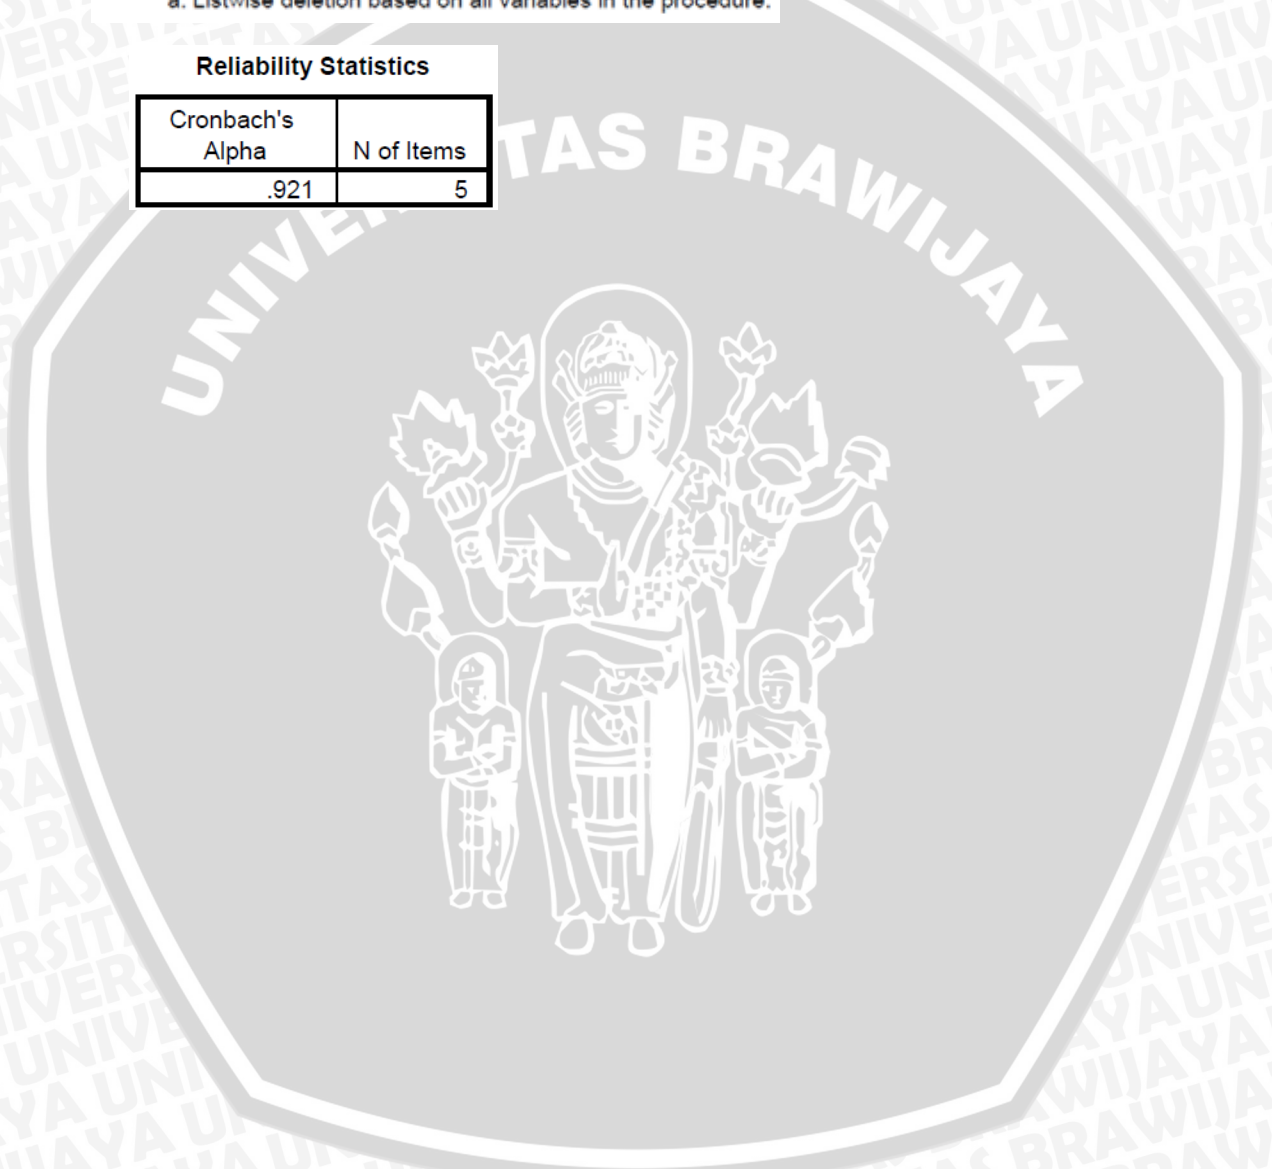 a. Listwise deletion based on all variables in the procedure.
Reliability Statistics
Cronbach's
Alpha
N of Items
.921
5
UNIVERSITAS BRAWIJAYA